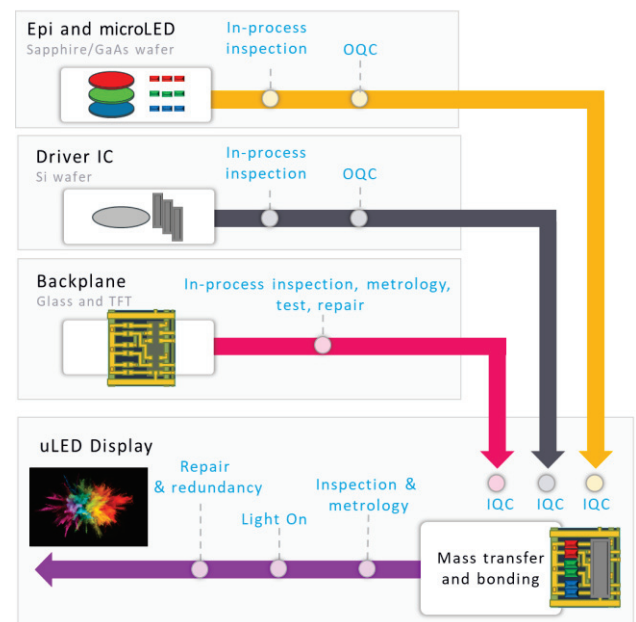 Epi and microLED
Sapphire/GaAs wafer
In-process
inspection
OQC
Driver IC
Si wafer
In-process
inspection
OQC
Backplane
Glass and TFT
In-process inspection, metrology,
test, repair
uLED Display
Repair
& redundancy
Light On
Inspection &
metrology
IQC
IQC
IQC
Mass transfer
and bonding